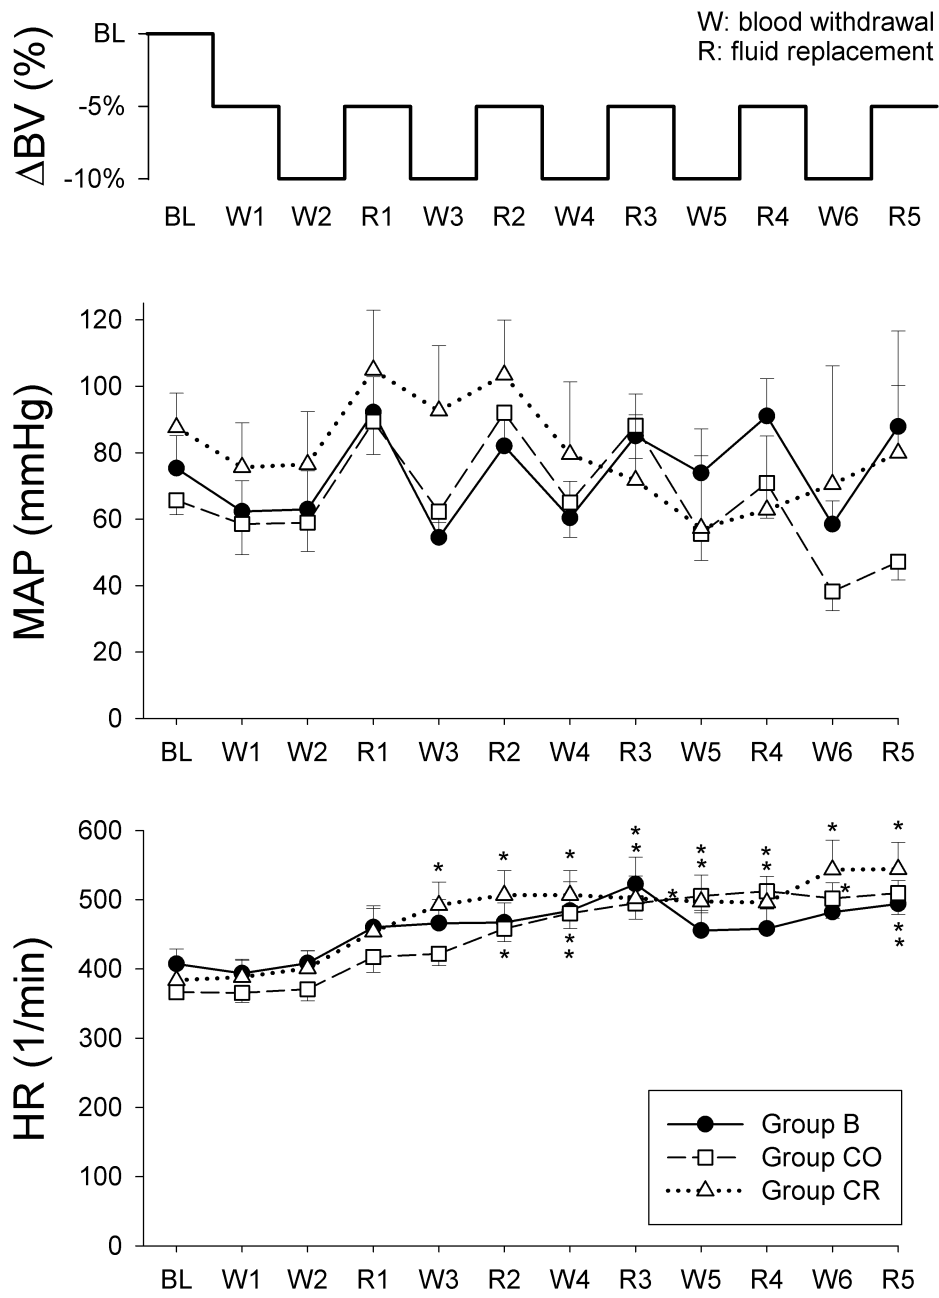 W: blood withdrawal
R: fluid replacement
ΔBV (%)
BL
-5%
-10%
BL W1 W2 R1 W3 R2 W4 R3 W5 R4 W6 R5
MAP (mmHg)
120
100
80
60
40
20
0
BL W1 W2 R1 W3 R2 W4 R3 W5 R4 W6 R5
HR (1/min)
600
500
400
300
200
100
0
* * * * * * * * * * *
* * * * * * *
Group B
Group CO
Group CR
BL W1 W2 R1 W3 R2 W4 R3 W5 R4 W6 R5